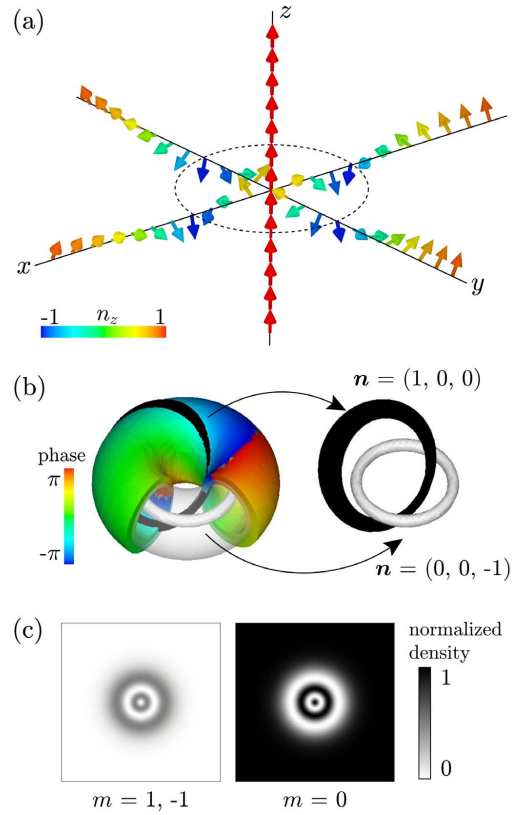 (a)
z
x
y
-1 n_z 1
(b)
n = (1, 0, 0)
phase
π
-π
n = (0, 0, -1)
(c)
normalized
density
1
0
m = 1, -1
m = 0